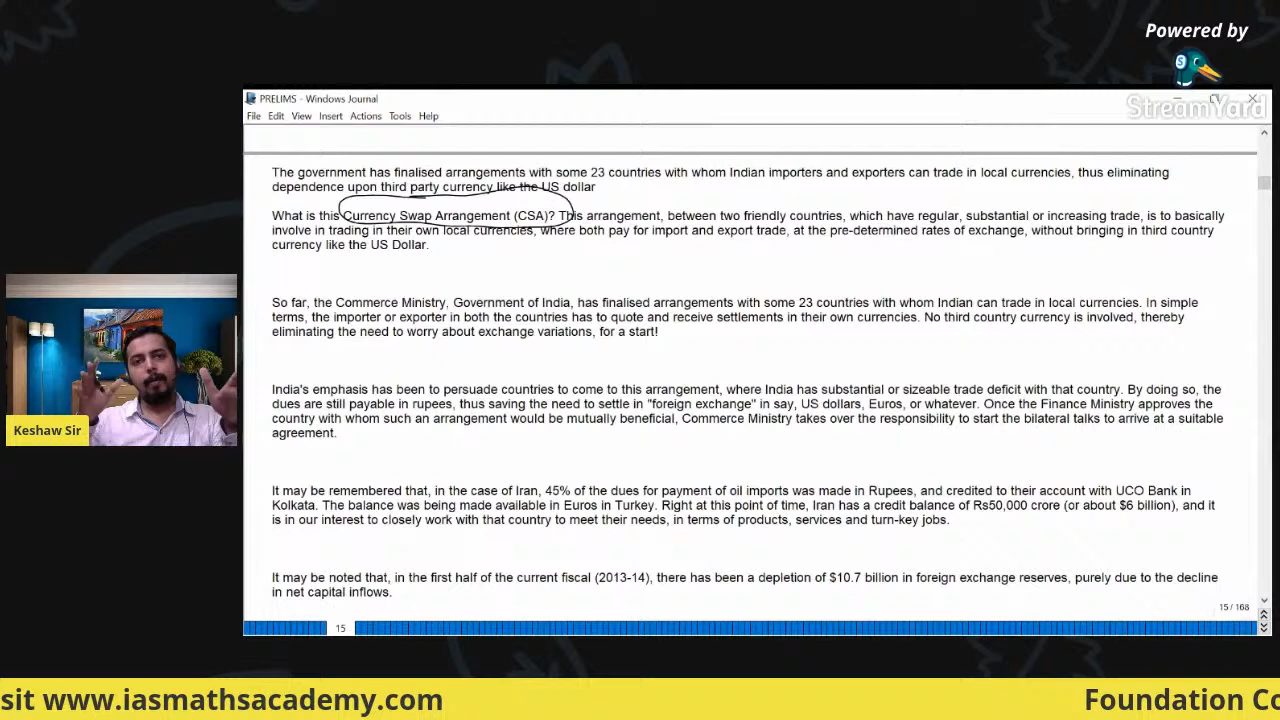 Powered by
StreamYard
PRELIMS - Windows Journal
File Edit View Insert Actions Tools Help
The government has finalised arrangements with some 23 countries with whom Indian importers and exporters can trade in local currencies, thus eliminating
dependence upon third party currency like the US dollar
What is this Currency Swap Arrangement (CSA)? This arrangement, between two friendly countries, which have regular, substantial or increasing trade, is to basically
involve in trading in their own local currencies, where both pay for import and export trade, at the pre-determined rates of exchange, without bringing in third country
currency like the US Dollar.
So far, the Commerce Ministry, Government of India, has finalised arrangements with some 23 countries with whom Indian can trade in local currencies. In simple
terms, the importer or exporter in both the countries has to quote and receive settlements in their own currencies. No third country currency is involved, thereby
eliminating the need to worry about exchange variations, for a start!
India's emphasis has been to persuade countries to come to this arrangement, where India has substantial or sizeable trade deficit with that country. By doing so, the
dues are still payable in rupees, thus saving the need to settle in "foreign exchange" in say, US dollars, Euros, or whatever. Once the Finance Ministry approves the
country with whom such an arrangement would be mutually beneficial, Commerce Ministry takes over the responsibility to start the bilateral talks to arrive at a suitable
agreement.
It may be remembered that, in the case of Iran, 45% of the dues for payment of oil imports was made in Rupees, and credited to their account with UCO Bank in
Kolkata. The balance was being made available in Euros in Turkey. Right at this point of time, Iran has a credit balance of Rs50,000 crore (or about $6 billion), and it
is in our interest to closely work with that country to meet their needs, in terms of products, services and turn-key jobs.
It may be noted that, in the first half of the current fiscal (2013-14), there has been a depletion of $10.7 billion in foreign exchange reserves, purely due to the decline
in net capital inflows.
15 / 168
15
Keshaw Sir
sit www.iasmathsacademy.com
Foundation Co